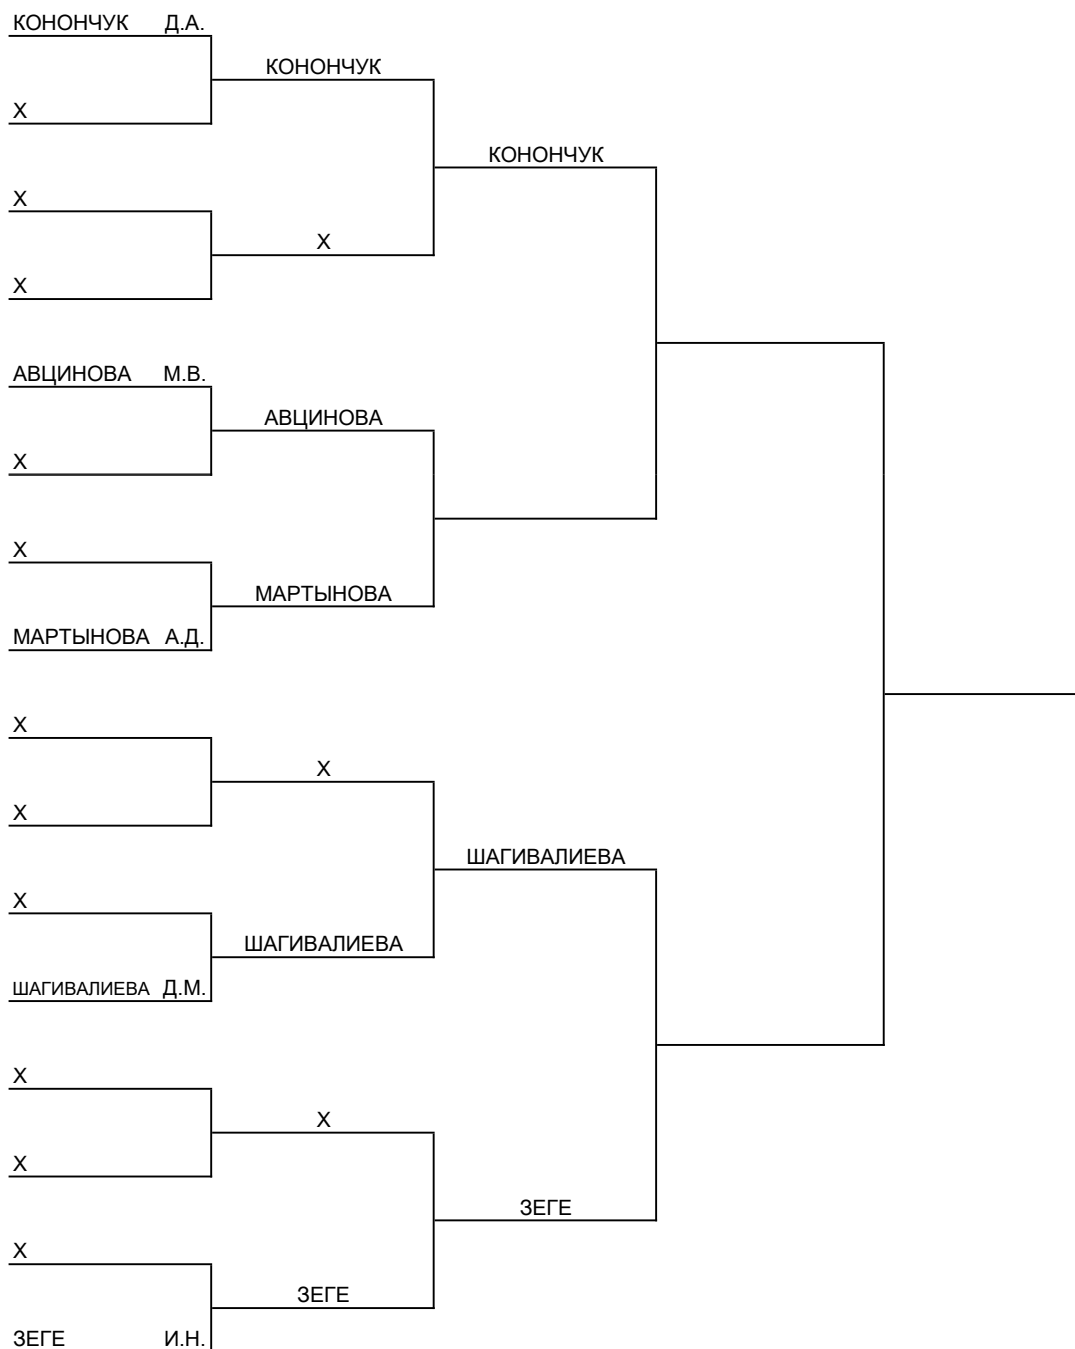 КОНОНЧУК Д.А.
КОНОНЧУК
Х
КОНОНЧУК
Х
Х
Х
АВЦИНОВА М.В.
АВЦИНОВА
Х
Х
МАРТЫНОВА
МАРТЫНОВА А.Д.
Х
Х
Х
ШАГИВАЛИЕВА
Х
ШАГИВАЛИЕВА
ШАГИВАЛИЕВА Д.М.
Х
Х
Х
ЗЕГЕ
Х
ЗЕГЕ
ЗЕГЕ И.Н.